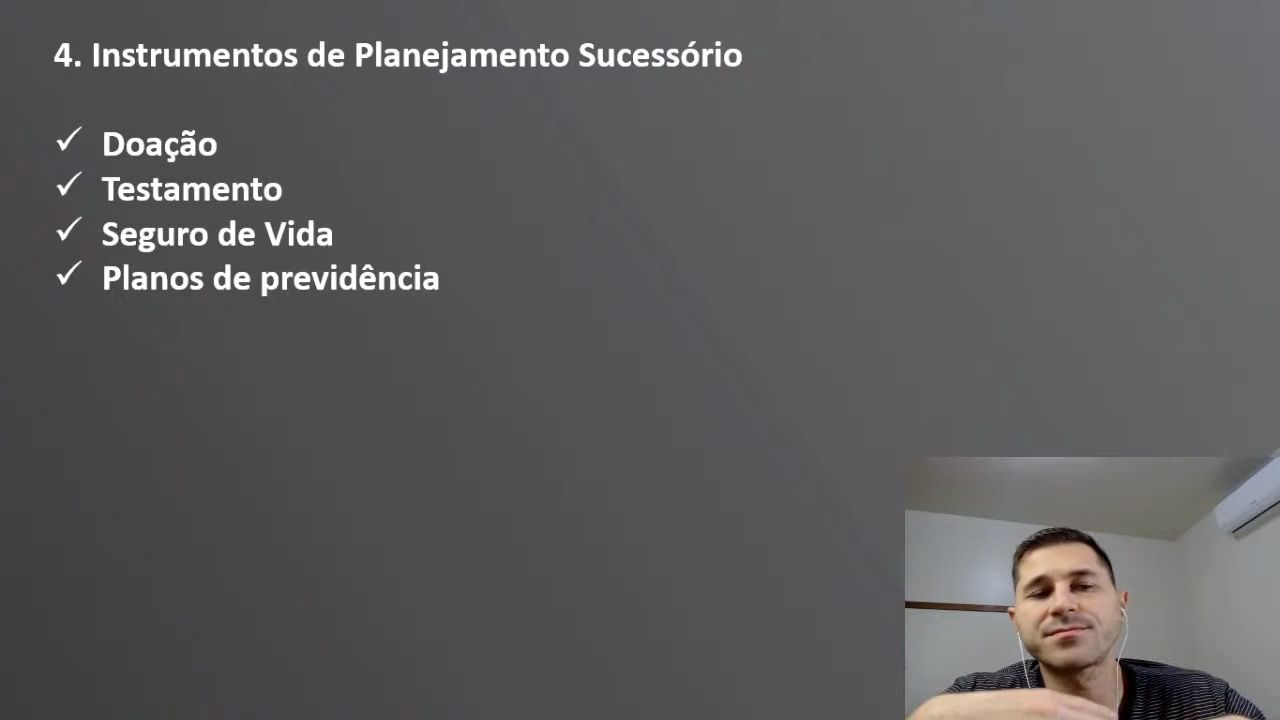 4. Instrumentos de Planejamento Sucessório
✓ Doação
✓ Testamento
✓ Seguro de Vida
✓ Planos de previdência